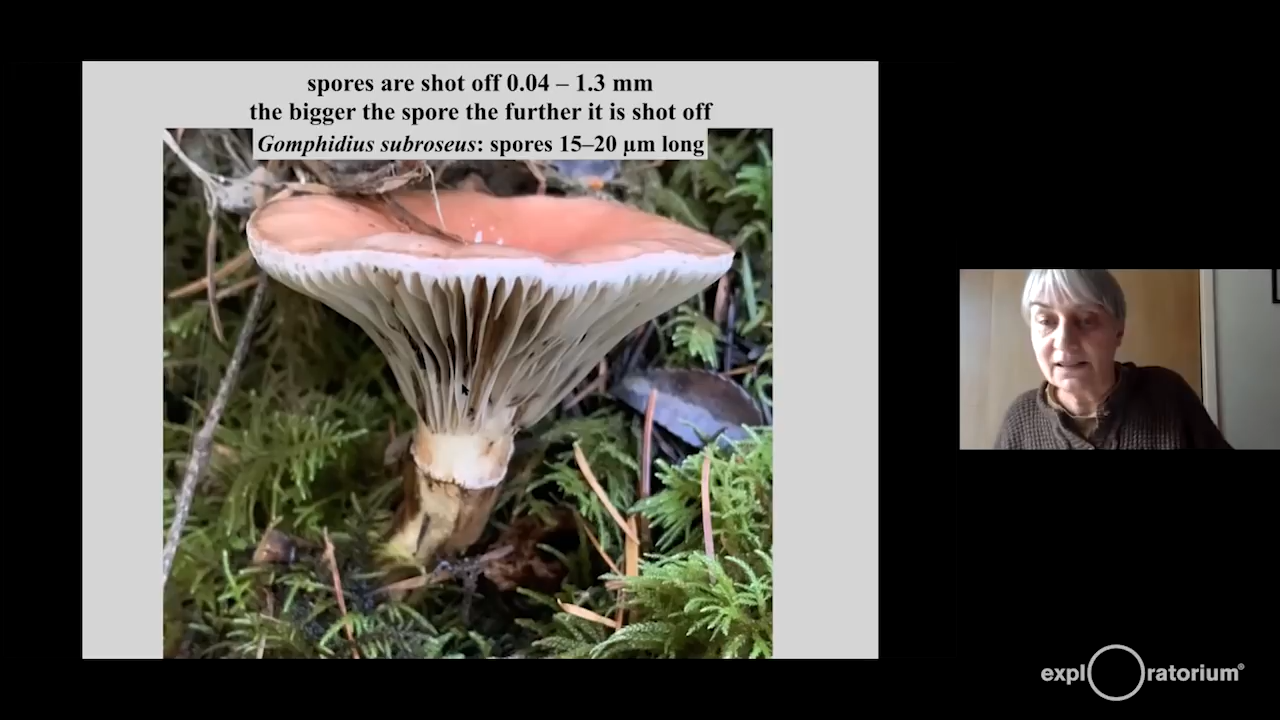 spores are shot off 0.04 – 1.3 mm
the bigger the spore the further it is shot off
Gomphidius subroseus: spores 15–20 µm long
exploratorium®